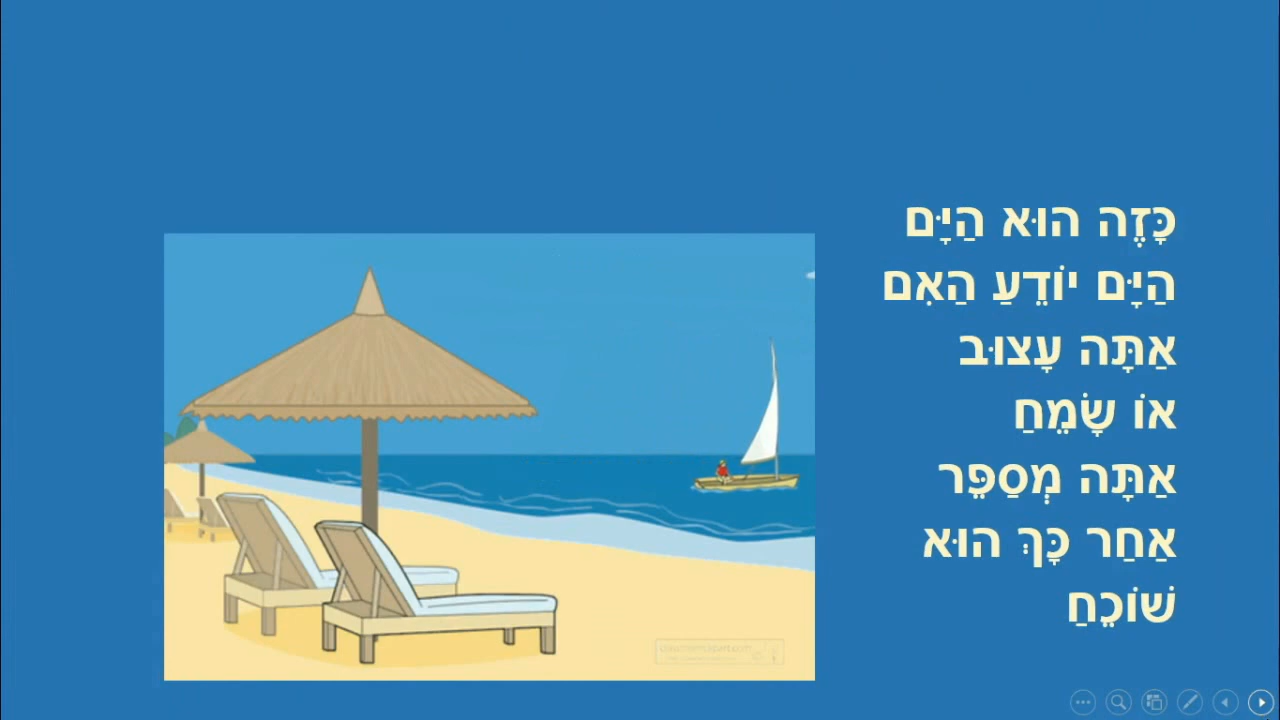 כָּזֶה הוּא הַיָּם
הַיָּם יוֹדֵעַ הַאִם
אַתָּה עָצוּב
אוֹ שָׂמֵחַ
אַתָּה מְסַפֵּר
אַחַר כָּךְ הוּא
שׁוֹכֵחַ